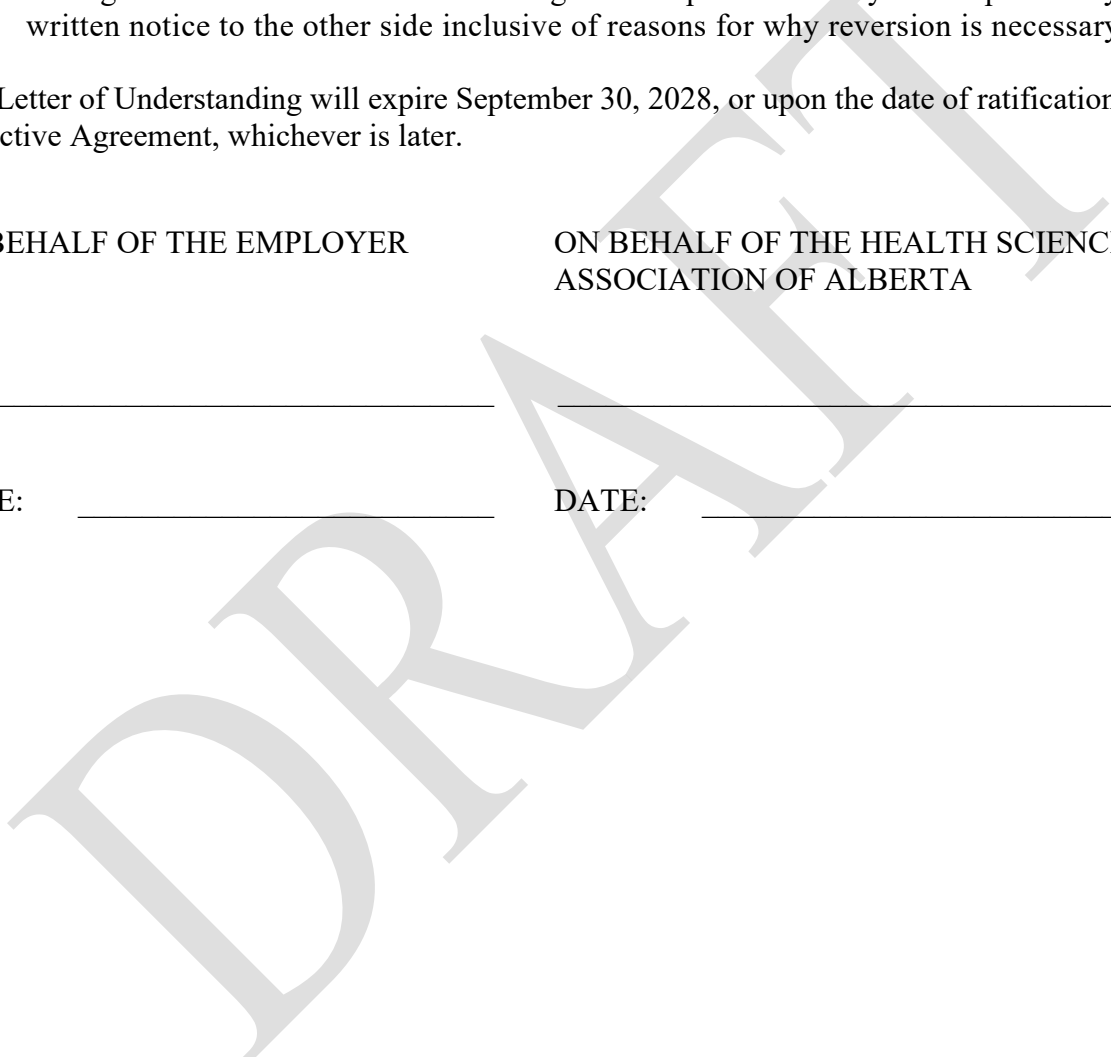 written notice to the other side inclusive of reasons for why reversion is necessary
Letter of Understanding will expire September 30, 2028, or upon the date of ratification
ctive Agreement, whichever is later.
BEHALF OF THE EMPLOYER
ON BEHALF OF THE HEALTH SCIENC
ASSOCIATION OF ALBERTA
E:
DATE:
DRAFT